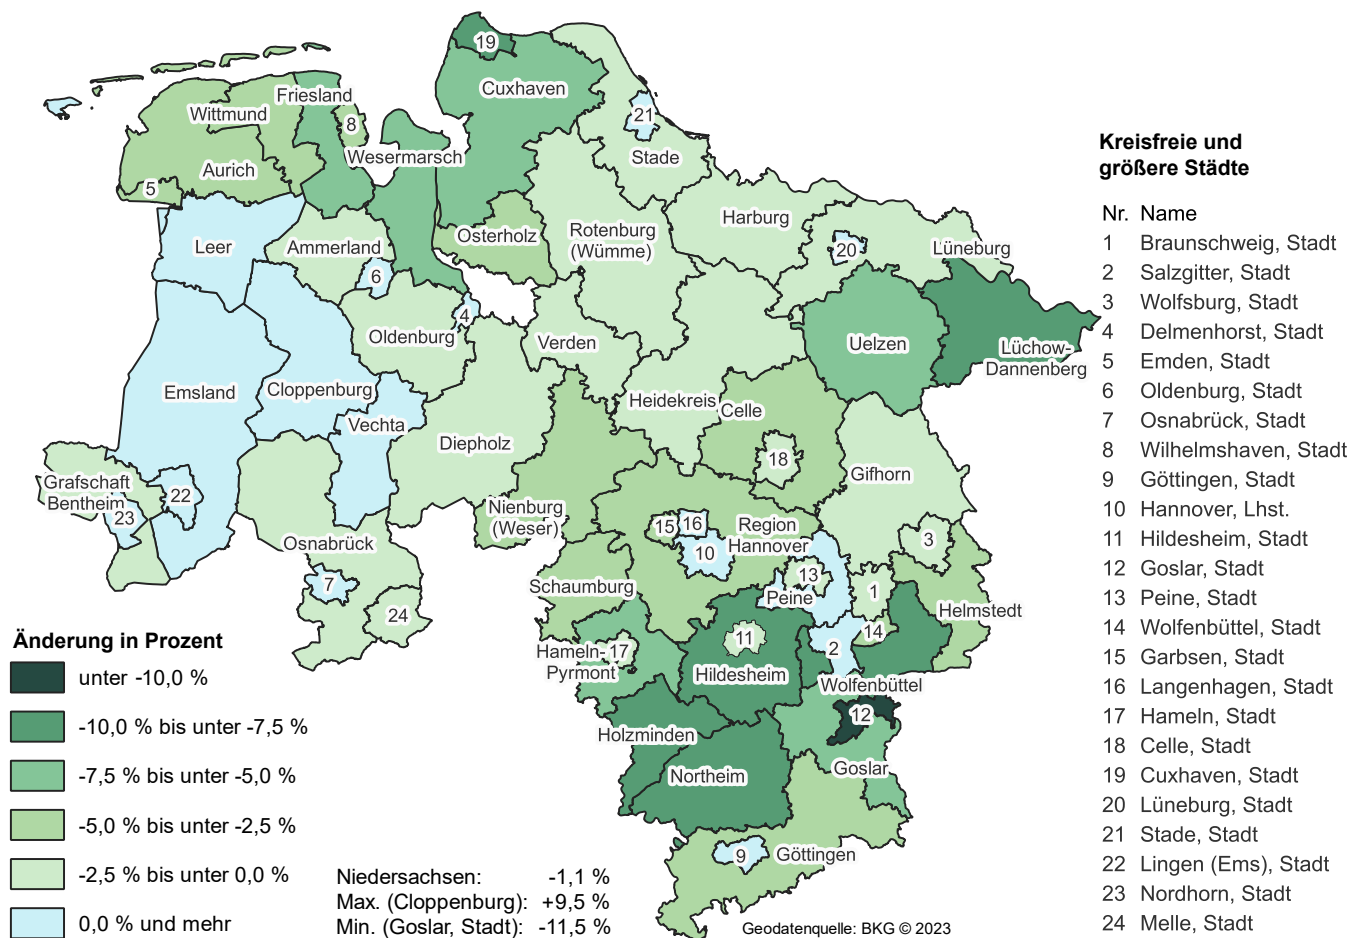 19
Cuxhaven
Friesland
Wittmund
8
21
Wesermarsch
Stade
Aurich
5
Harburg
Rotenburg
(Wümme)
Osterholz
Leer
Ammerland
20
Lüneburg
6
4
Oldenburg
Verden
Uelzen
Lüchow-
Dannenberg
Emsland
Cloppenburg
Heidekreis
Celle
Vechta
Diepholz
18
Gifhorn
Grafschaft
Bentheim
22
23
Nienburg
(Weser)
15
16
Region
Hannover
10
3
Osnabrück
7
13
Schaumburg
Peine
1
24
Helmstedt
11
14
Hameln-
Pyrmont
17
2
Hildesheim
Wolfenbüttel
12
Holzminden
Northeim
Goslar
9
Göttingen
Änderung in Prozent
unter -10,0 %
-10,0 % bis unter -7,5 %
-7,5 % bis unter -5,0 %
-5,0 % bis unter -2,5 %
-2,5 % bis unter 0,0 %
0,0 % und mehr
Niedersachsen: -1,1 %
Max. (Cloppenburg): +9,5 %
Min. (Goslar, Stadt): -11,5 %
Geodatenquelle: BKG © 2023
Kreisfreie und
größere Städte
Nr. Name
1 Braunschweig, Stadt
2 Salzgitter, Stadt
3 Wolfsburg, Stadt
4 Delmenhorst, Stadt
5 Emden, Stadt
6 Oldenburg, Stadt
7 Osnabrück, Stadt
8 Wilhelmshaven, Stadt
9 Göttingen, Stadt
10 Hannover, Lhst.
11 Hildesheim, Stadt
12 Goslar, Stadt
13 Peine, Stadt
14 Wolfenbüttel, Stadt
15 Garbsen, Stadt
16 Langenhagen, Stadt
17 Hameln, Stadt
18 Celle, Stadt
19 Cuxhaven, Stadt
20 Lüneburg, Stadt
21 Stade, Stadt
22 Lingen (Ems), Stadt
23 Nordhorn, Stadt
24 Melle, Stadt